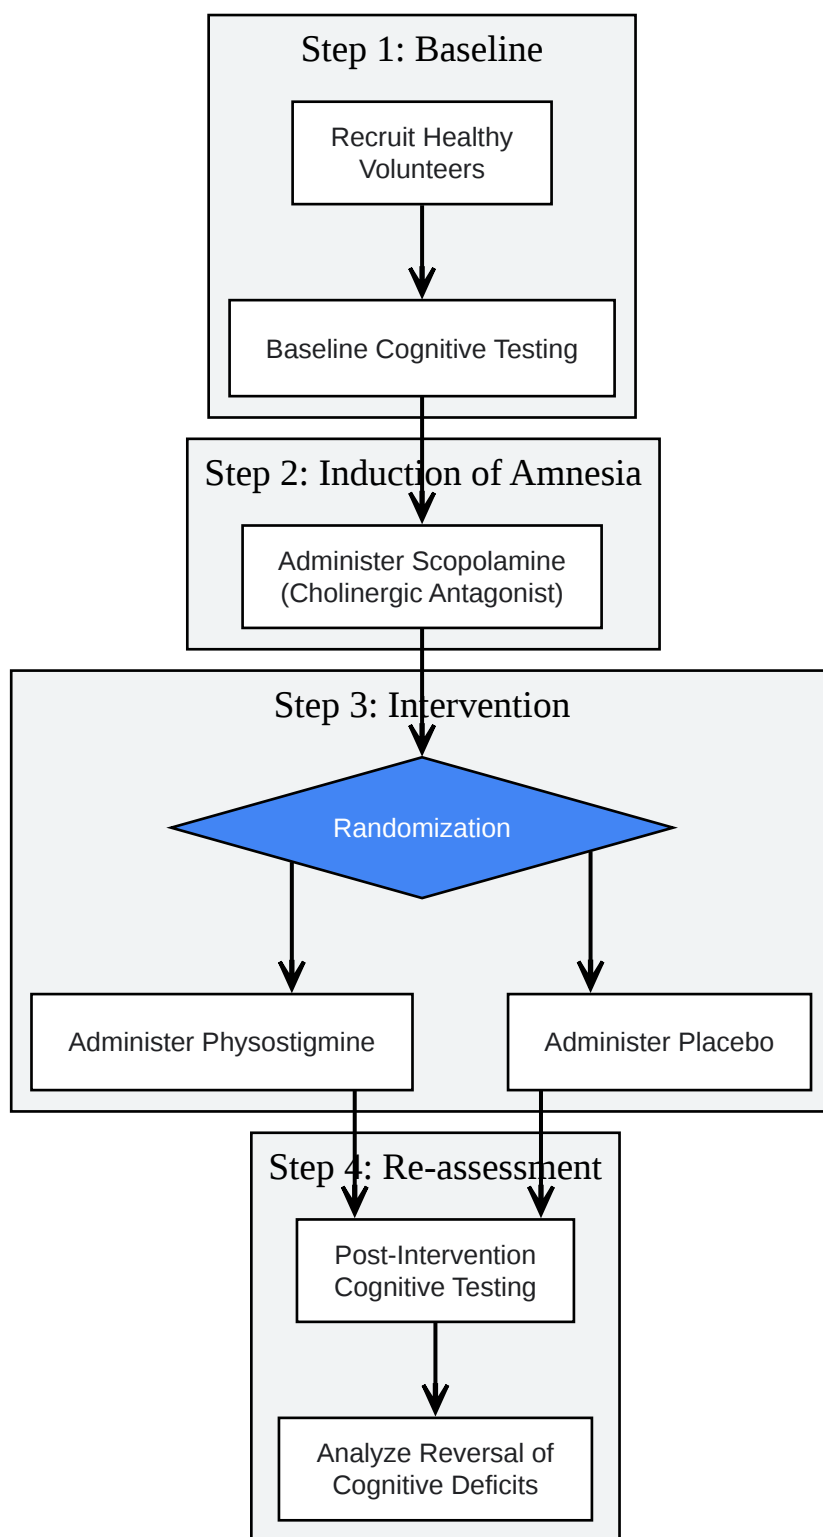 Step 1: Baseline
Recruit Healthy
Volunteers
Baseline Cognitive Testing
Step 2: Induction of Amnesia
Administer Scopolamine
(Cholinergic Antagonist)
Step 3: Intervention
Randomization
Administer Physostigmine
Administer Placebo
Step 4: Re-assessment
Post-Intervention
Cognitive Testing
Analyze Reversal of
Cognitive Deficits